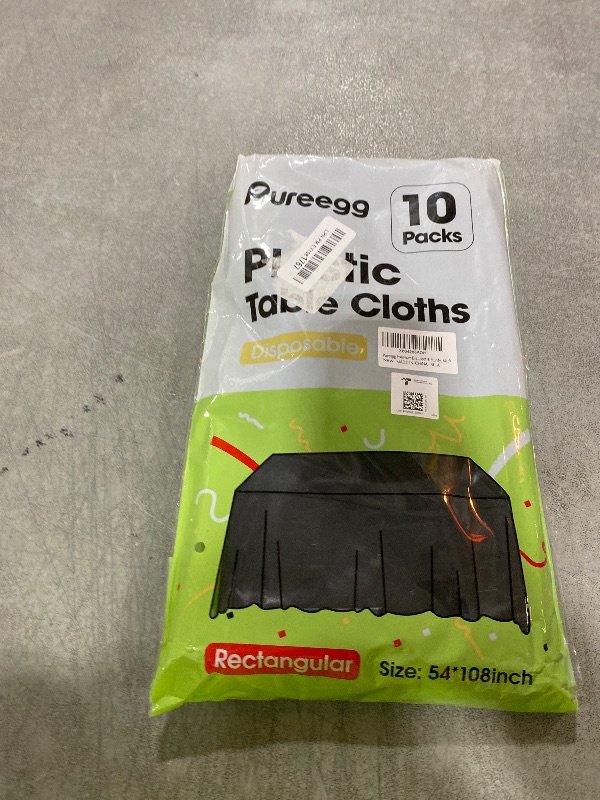 Pureegg
10
Packs
Plastic
Table Cloths
Disposable
Rectangular
Size: 54*108inch